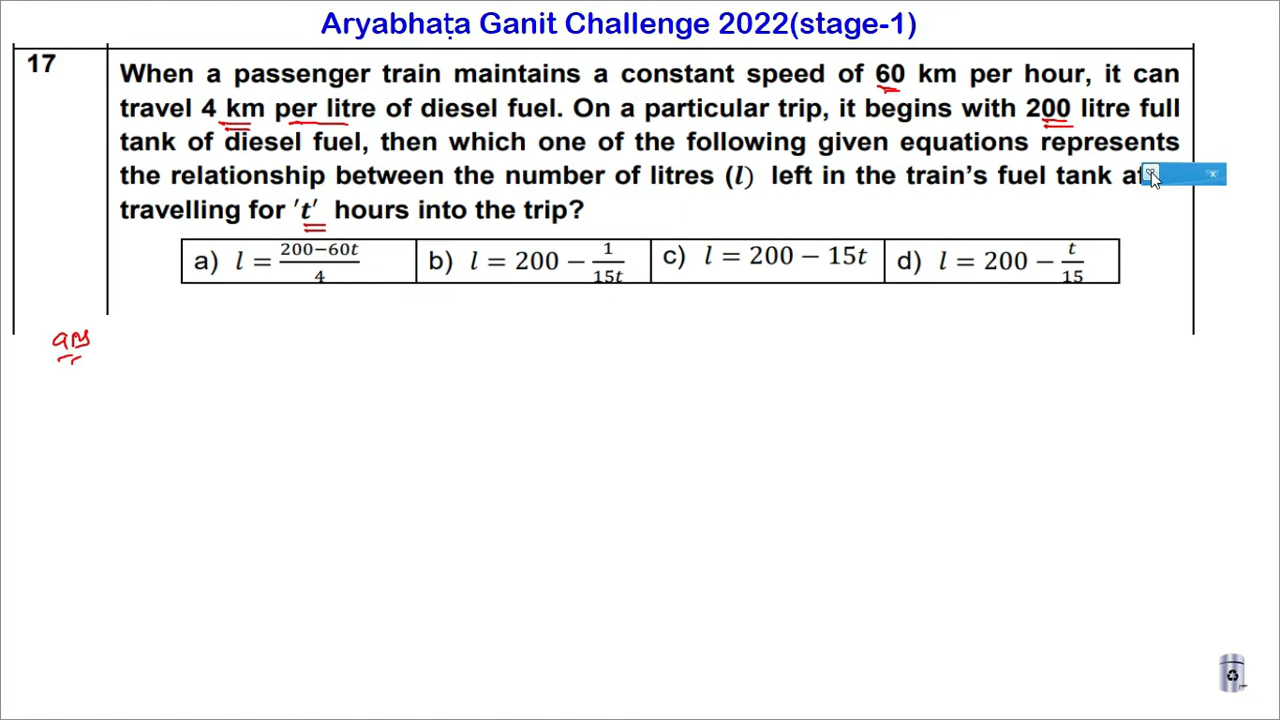 Aryabhaṭa Ganit Challenge 2022(stage-1)
17
When a passenger train maintains a constant speed of 60 km per hour, it can
travel 4 km per litre of diesel fuel. On a particular trip, it begins with 200 litre full
tank of diesel fuel, then which one of the following given equations represents
the relationship between the number of litres (l) left in the train's fuel tank
travelling for 't' hours into the trip?
a) l = (200−60t)/4
b) l = 200 − 1/(15t)
c) l = 200 − 15t
d) l = 200 − t/15
ans